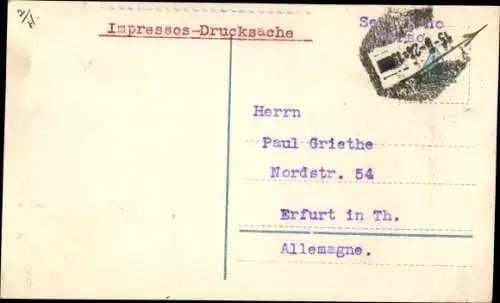 Impressos-Drucksache
Herrn
Paul Griethe
Nordstr. 54
Erfurt in Th.
Allemagne.